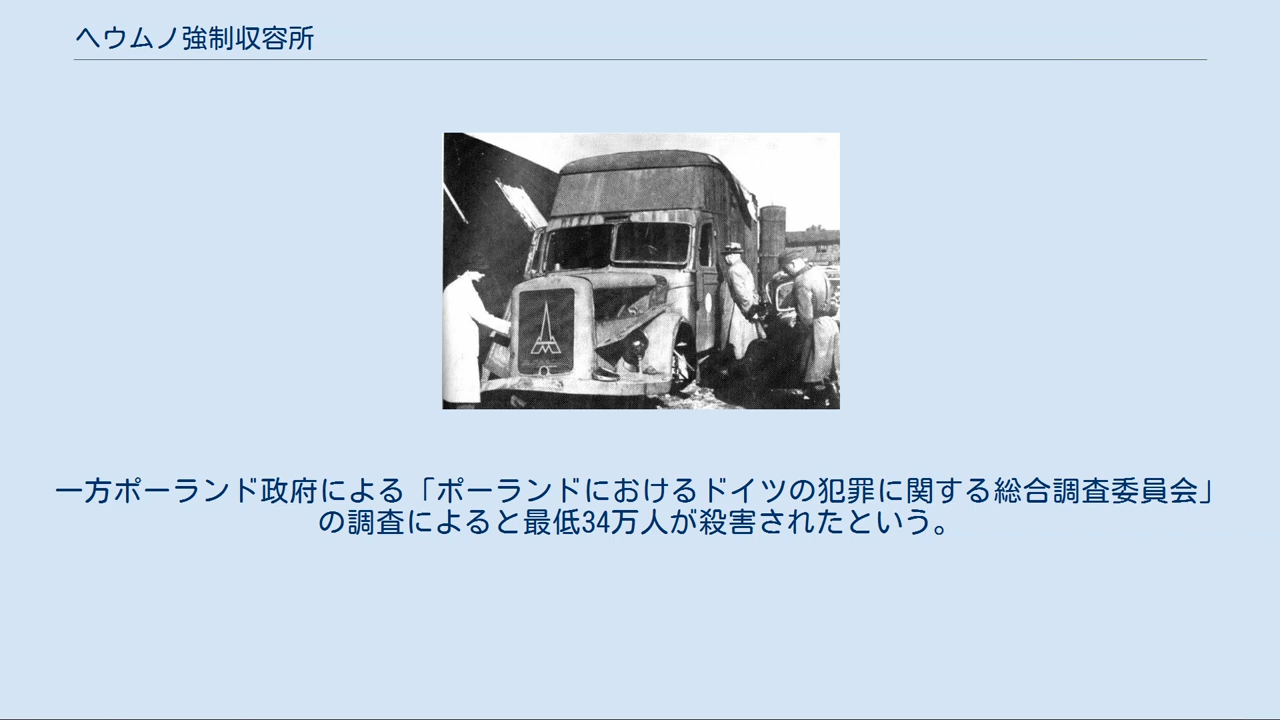 ヘウムノ強制収容所
一方ポーランド政府による「ポーランドにおけるドイツの犯罪に関する総合調査委員会」
の調査によると最低34万人が殺害されたという。